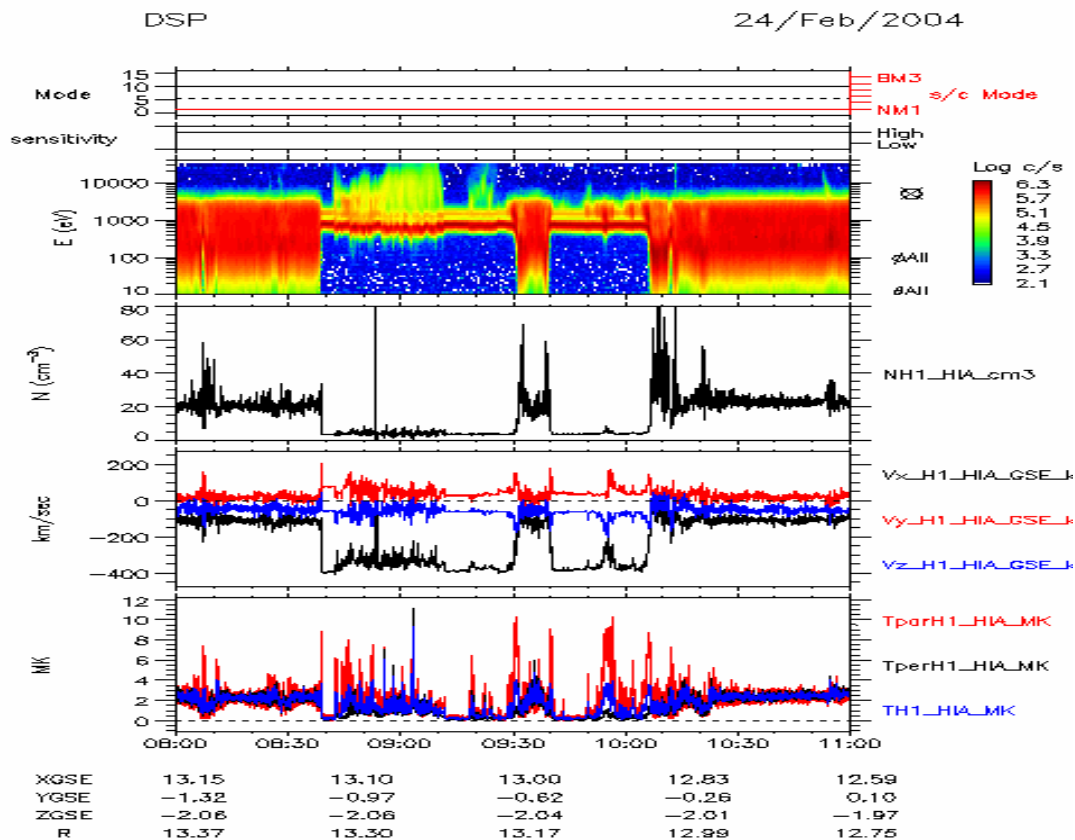 DSP 24/Feb/2004
Mode
15
10
5
0
BM3
s/c Mode
NM1
sensitivity
High
Low
E (eV)
10000
1000
100
10
Log c/s
6.3
5.7
5.1
4.5
3.9
3.3
2.7
2.1
φAll
θAll
N (cm⁻³)
80
60
40
20
0
NH1_HIA_cm3
km/sec
200
0
-200
-400
Vx_H1_HIA_GSE_k
Vy_H1_HIA_GSE_k
Vz_H1_HIA_GSE_k
MK
12
10
8
6
4
2
0
TparH1_HIA_MK
TperH1_HIA_MK
TH1_HIA_MK
08:00 08:30 09:00 09:30 10:00 10:30 11:00
XGSE 13.15 13.10 13.00 12.83 12.59
YGSE -1.32 -0.97 -0.62 -0.26 0.10
ZGSE -2.06 -2.06 -2.04 -2.01 -1.97
R 13.37 13.30 13.17 12.99 12.75